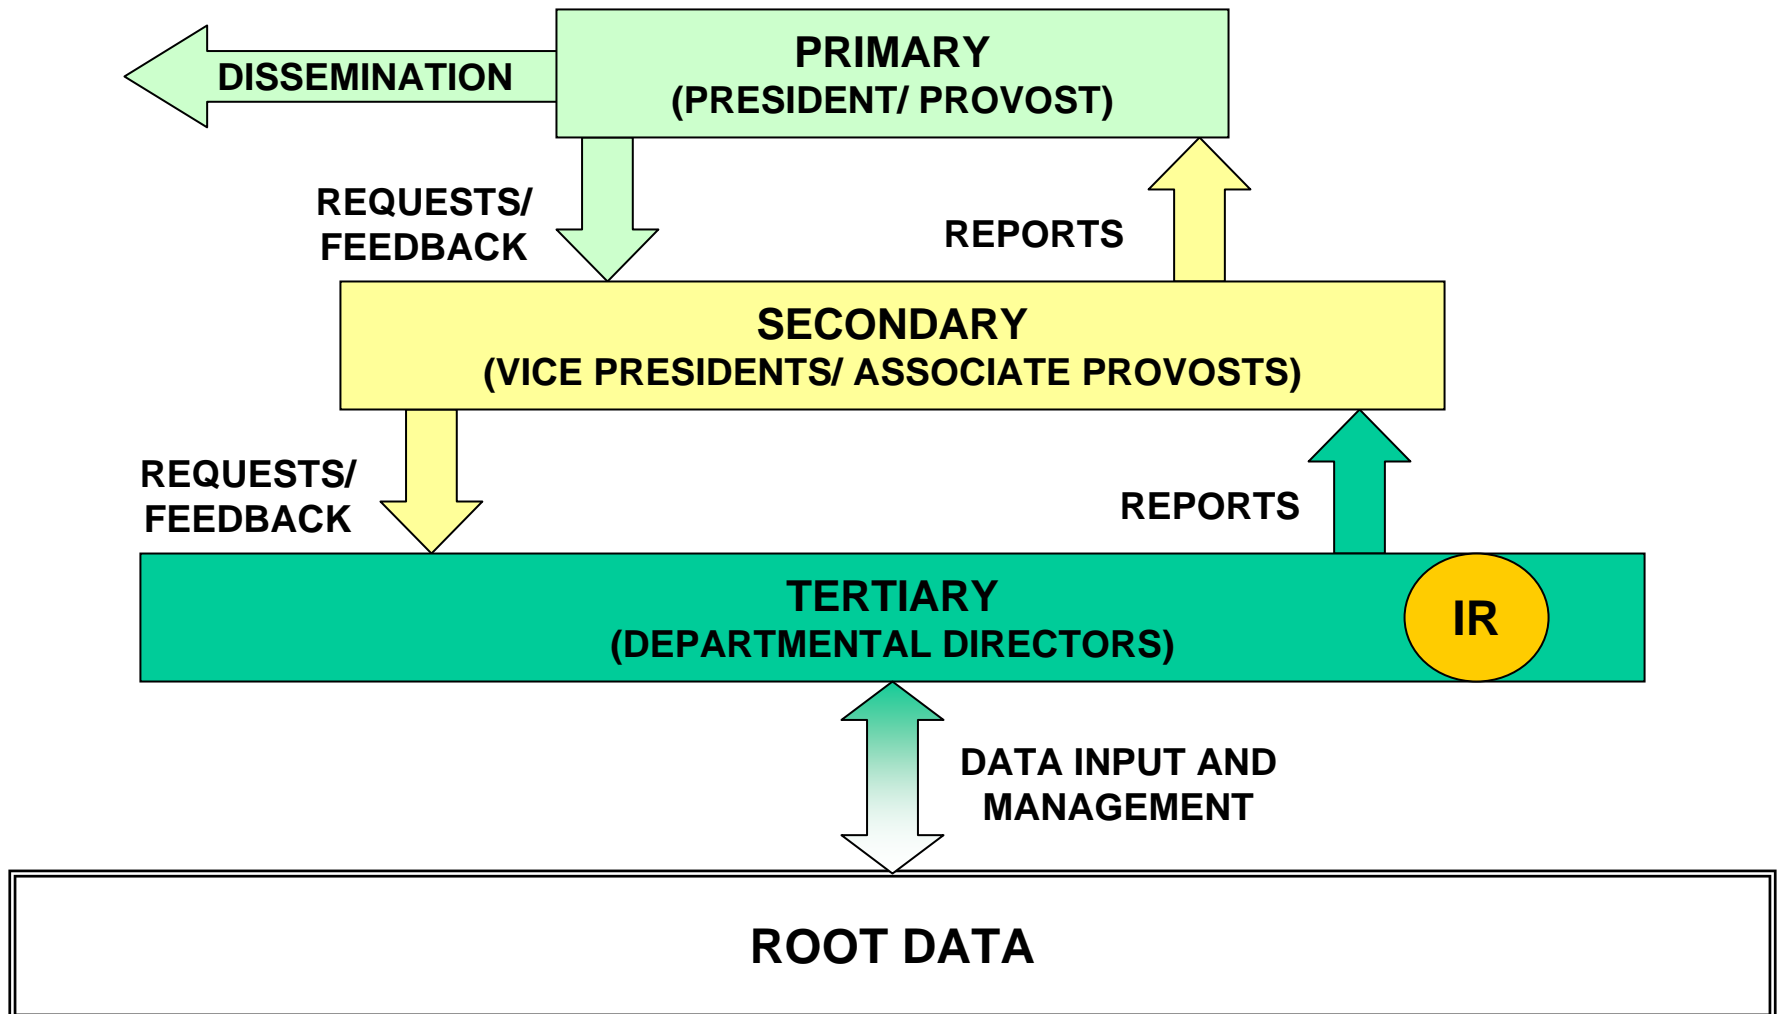 PRIMARY
DISSEMINATION
(PRESIDENT/ PROVOST)
REQUESTS/
FEEDBACK
REPORTS
SECONDARY
(VICE PRESIDENTS/ ASSOCIATE PROVOSTS)
REQUESTS/
FEEDBACK
REPORTS
TERTIARY
(DEPARTMENTAL DIRECTORS)
IR
DATA INPUT AND
MANAGEMENT
ROOT DATA